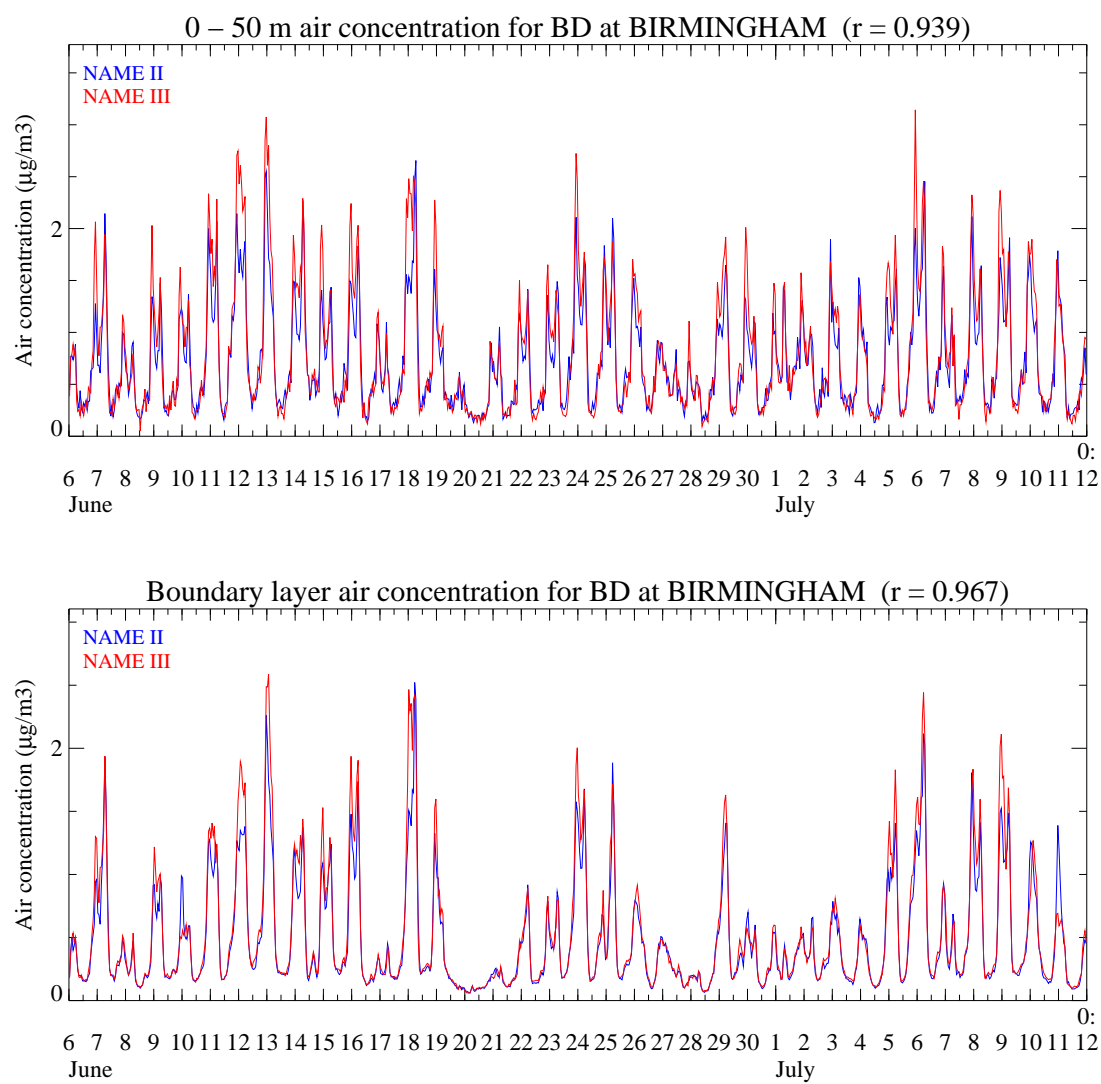 0 – 50 m air concentration for BD at BIRMINGHAM (r = 0.939)
NAME II
NAME III
Air concentration (µg/m3)
2
0
0:
6 7 8 9 10 11 12 13 14 15 16 17 18 19 20 21 22 23 24 25 26 27 28 29 30 1 2 3 4 5 6 7 8 9 10 11 12
June July
Boundary layer air concentration for BD at BIRMINGHAM (r = 0.967)
NAME II
NAME III
Air concentration (µg/m3)
2
0
0:
6 7 8 9 10 11 12 13 14 15 16 17 18 19 20 21 22 23 24 25 26 27 28 29 30 1 2 3 4 5 6 7 8 9 10 11 12
June July